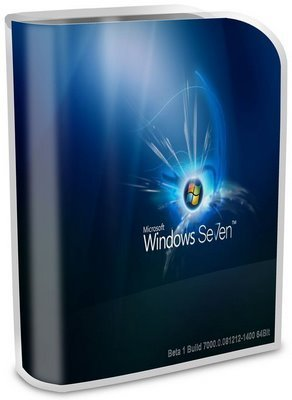 Microsoft
Windows Se7en™
Beta 1 Build 7000.0.081212-1400 64Bit